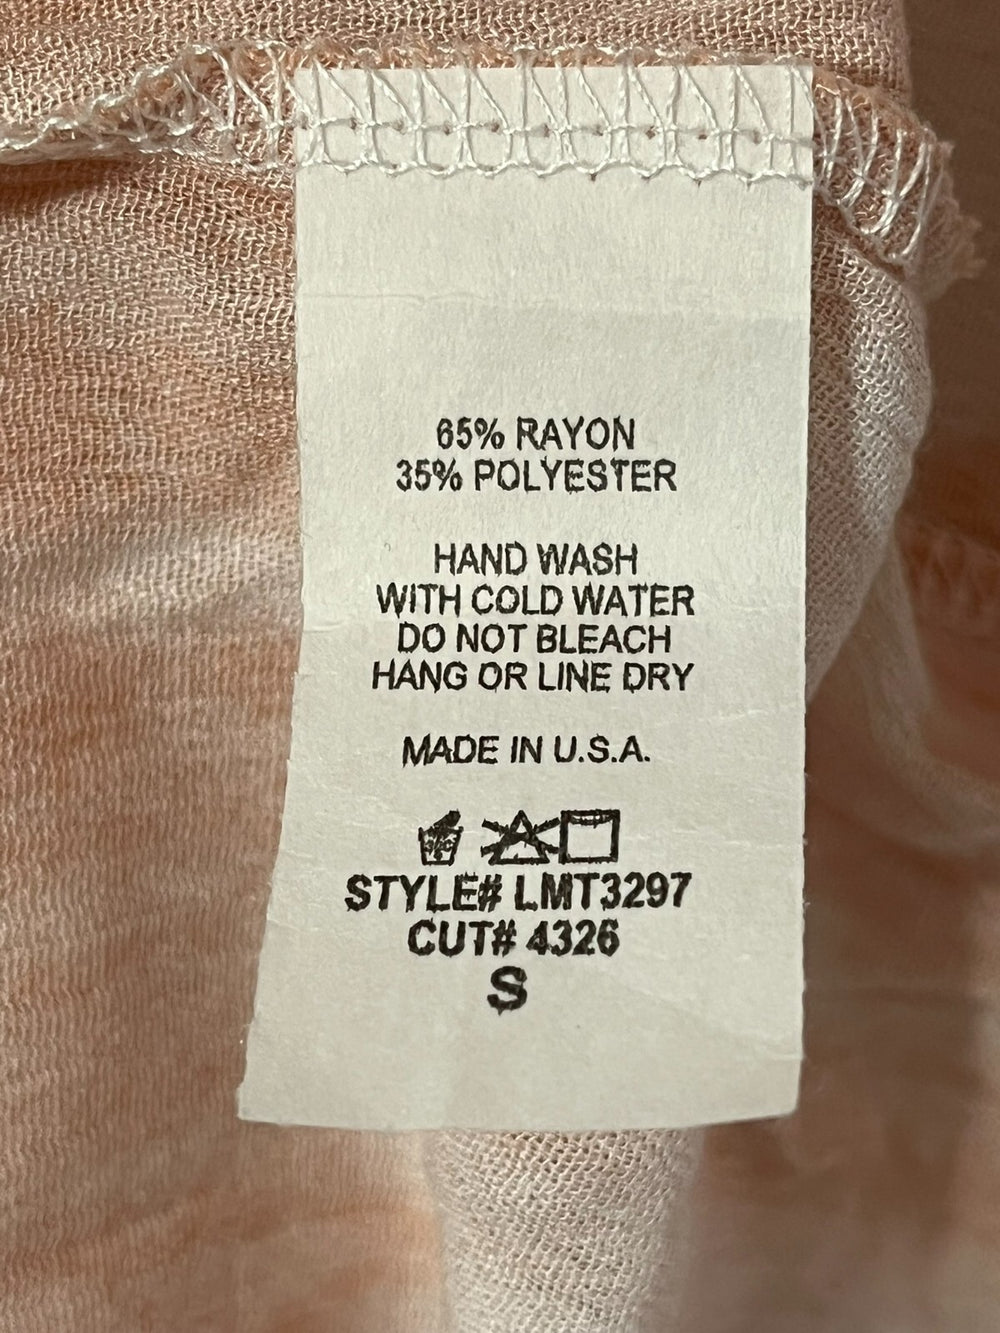 65% RAYON
35% POLYESTER
HAND WASH
WITH COLD WATER
DO NOT BLEACH
HANG OR LINE DRY
MADE IN U.S.A.
STYLE# LMT3297
CUT# 4326
S